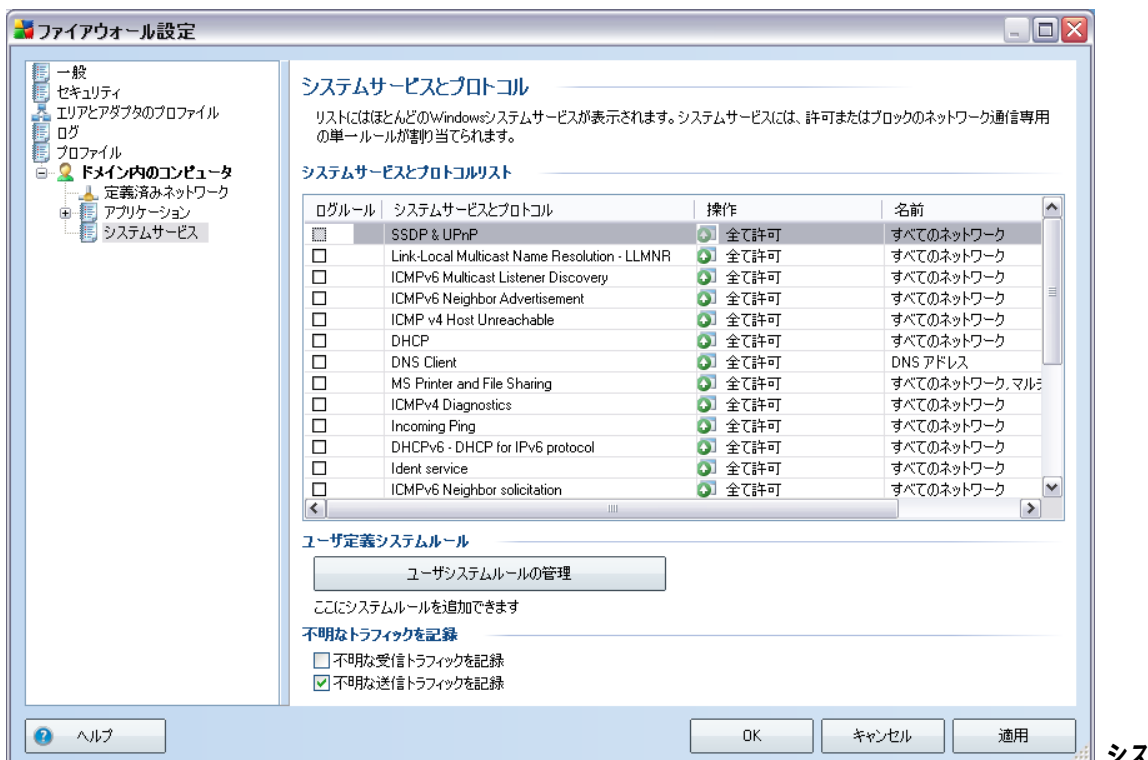 ファイアウォール設定
一般
セキュリティ
エリアとアダプタのプロファイル
ログ
プロファイル
ドメイン内のコンピュータ
定義済みネットワーク
アプリケーション
システムサービス
システムサービスとプロトコル
リストにはほとんどのWindowsシステムサービスが表示されます。システムサービスには、許可またはブロックのネットワーク通信専用
の単一ルールが割り当てられます。
システムサービスとプロトコルリスト
ログルール システムサービスとプロトコル 操作 名前
SSDP & UPnP 全て許可 すべてのネットワーク
Link-Local Multicast Name Resolution - LLMNR 全て許可 すべてのネットワーク
ICMPv6 Multicast Listener Discovery 全て許可 すべてのネットワーク
ICMPv6 Neighbor Advertisement 全て許可 すべてのネットワーク
ICMP v4 Host Unreachable 全て許可 すべてのネットワーク
DHCP 全て許可 すべてのネットワーク
DNS Client 全て許可 DNS アドレス
MS Printer and File Sharing 全て許可 すべてのネットワーク, マルチ
ICMPv4 Diagnostics 全て許可 すべてのネットワーク
Incoming Ping 全て許可 すべてのネットワーク
DHCPv6 - DHCP for IPv6 protocol 全て許可 すべてのネットワーク
Ident service 全て許可 すべてのネットワーク
ICMPv6 Neighbor solicitation 全て許可 すべてのネットワーク
ユーザ定義システムルール
ユーザシステムルールの管理
ここにシステムルールを追加できます
不明なトラフィックを記録
不明な受信トラフィックを記録
不明な送信トラフィックを記録
ヘルプ
OK
キャンセル
適用
シス